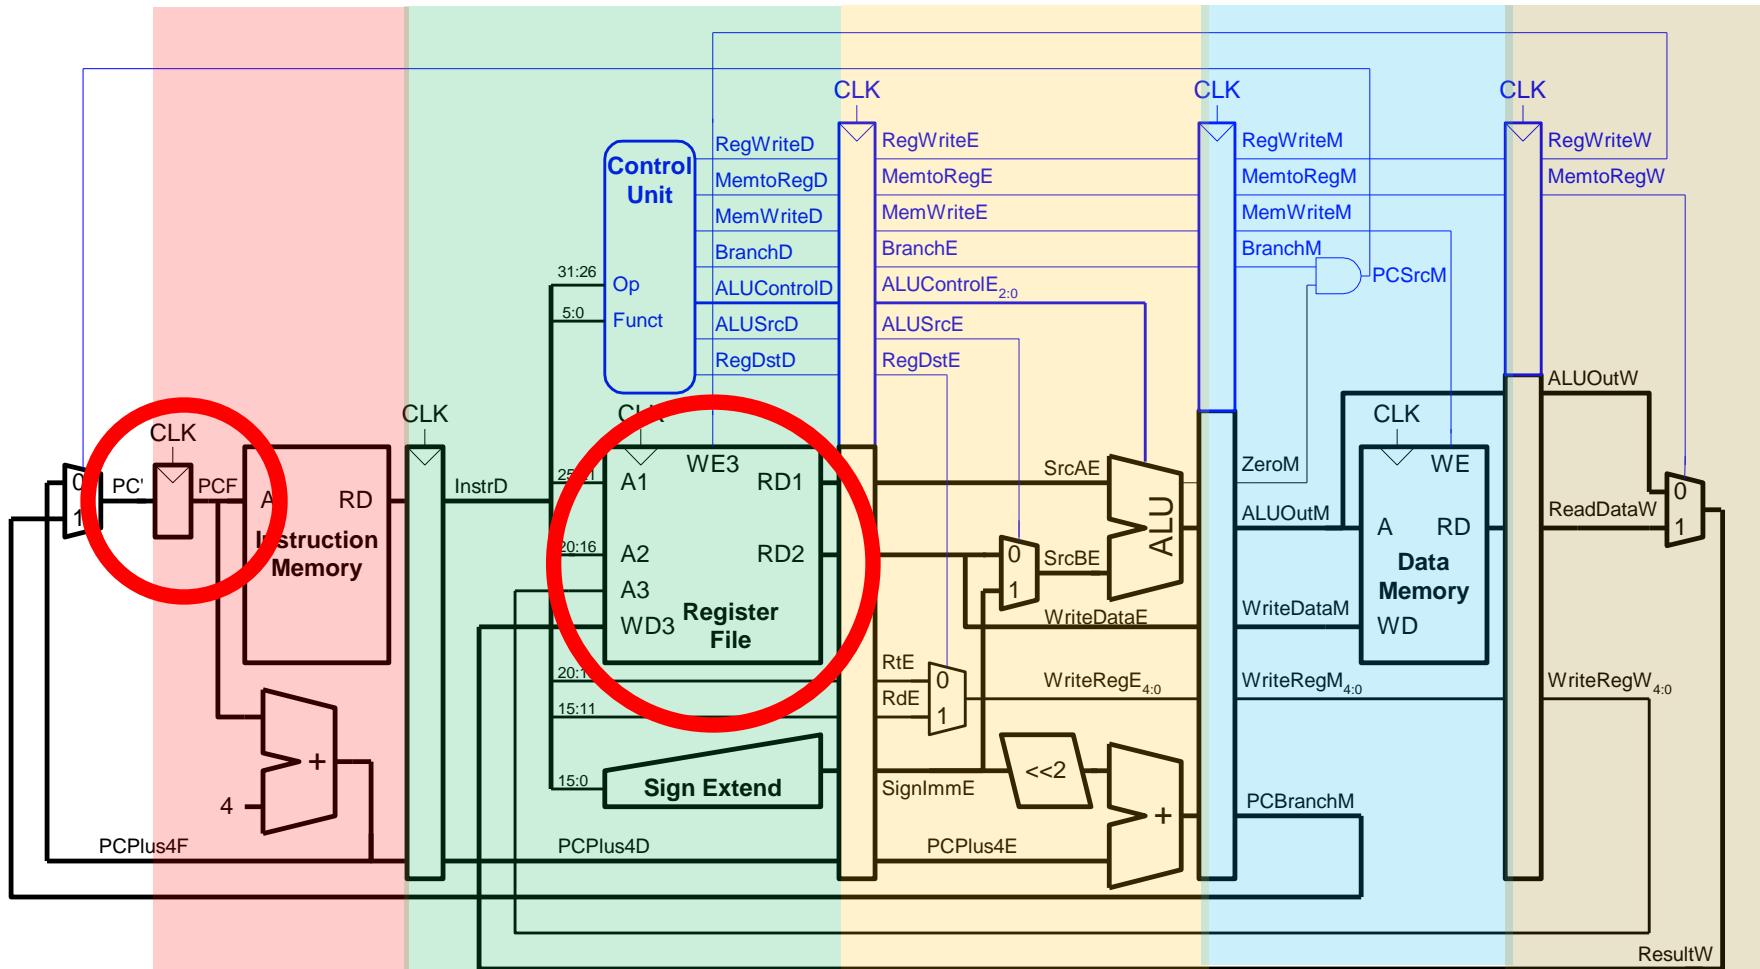 CLK
CLK
CLK
RegWriteD
RegWriteE
RegWriteM
RegWriteW
Control
Unit
MemtoRegD
MemtoRegE
MemtoRegM
MemtoRegW
MemWriteD
MemWriteE
MemWriteM
BranchD
BranchE
BranchM
31:26
Op
ALUControlD
ALUControlE2:0
PCSrcM
5:0
Funct
ALUSrcD
ALUSrcE
RegDstD
RegDstE
ALUOutW
CLK
CLK
CLK
CLK
WE3
SrcAE
ZeroM
WE
0
PC'
PCF
A
RD
InstrD
A1
RD1
0
1
ALU
ALUOutM
A
RD
ReadDataW
1
Instruction
Memory
20:16
A2
RD2
0
SrcBE
Data
Memory
A3
1
Register
File
WD3
WriteDataE
WriteDataM
WD
RtE
0
WriteRegE4:0
WriteRegM4:0
WriteRegW4:0
RdE
15:11
1
+
<<2
15:0
Sign Extend
SignImmE
4
+
PCBranchM
PCPlus4F
PCPlus4D
PCPlus4E
ResultW